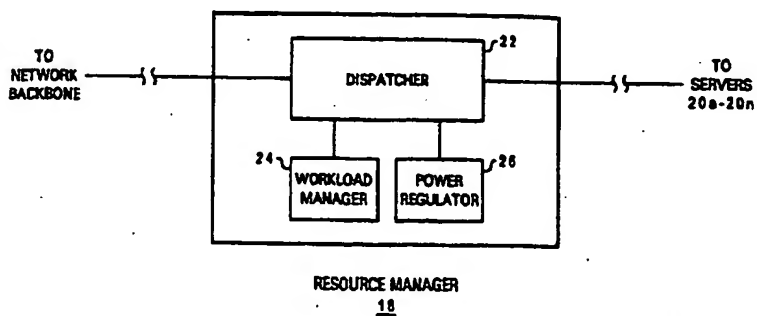 22
TO
NETWORK
BACKBONE
DISPATCHER
TO
SERVERS
20a-20n
24
WORKLOAD
MANAGER
26
POWER
REGULATOR
RESOURCE MANAGER
18